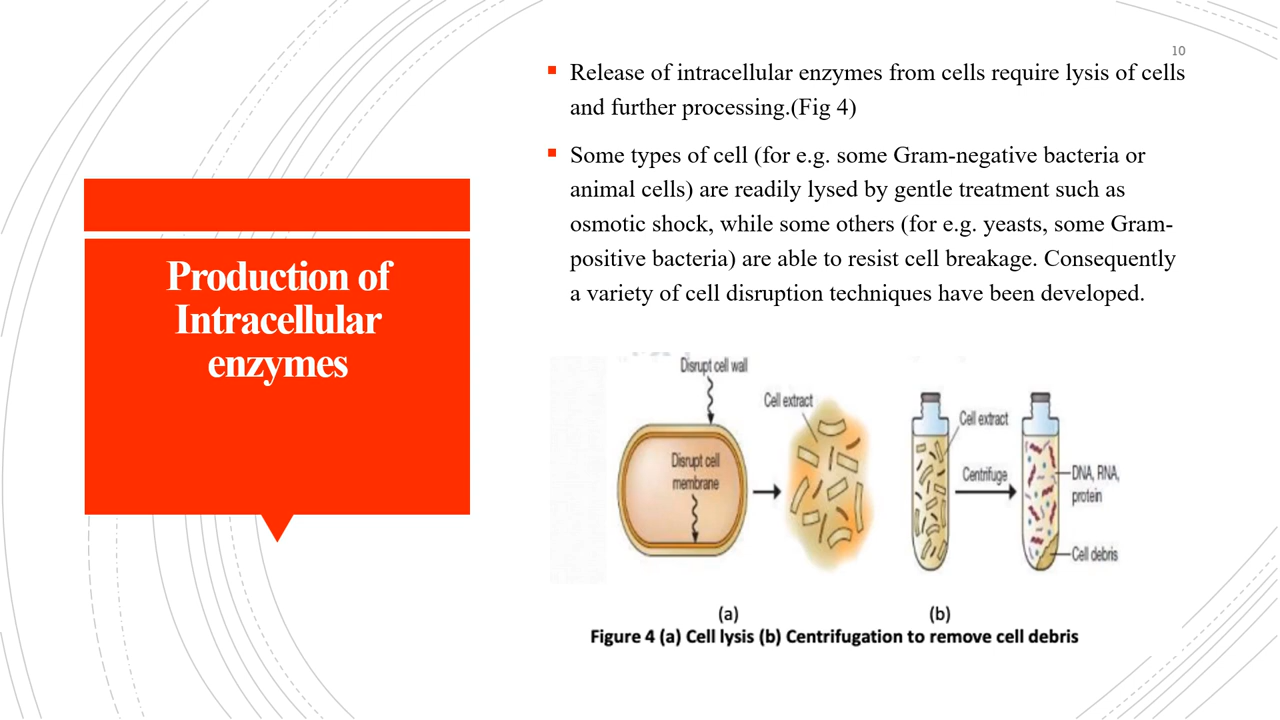 10
Production of
Intracellular
enzymes
Release of intracellular enzymes from cells require lysis of cells
and further processing.(Fig 4)
Some types of cell (for e.g. some Gram-negative bacteria or
animal cells) are readily lysed by gentle treatment such as
osmotic shock, while some others (for e.g. yeasts, some Gram-
positive bacteria) are able to resist cell breakage. Consequently
a variety of cell disruption techniques have been developed.
Disrupt cell wall
Cell extract
Disrupt cell
membrane
Cell extract
Centrifuge
DNA, RNA,
protein
Cell debris
(a)
(b)
Figure 4 (a) Cell lysis (b) Centrifugation to remove cell debris